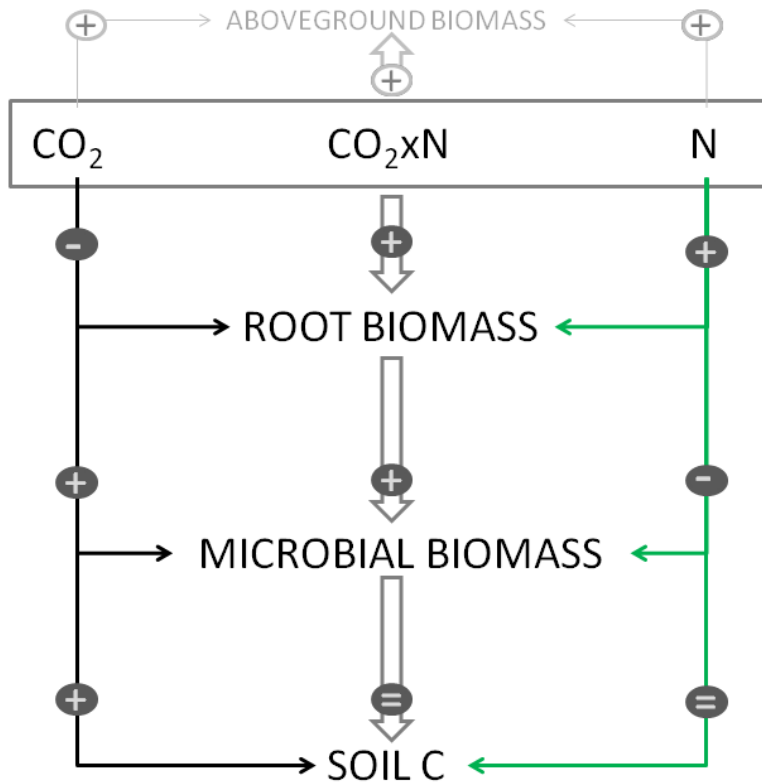 + ABOVEGROUND BIOMASS +
+
CO₂ CO₂xN N
- + +
ROOT BIOMASS
+ + -
MICROBIAL BIOMASS
+ = =
SOIL C